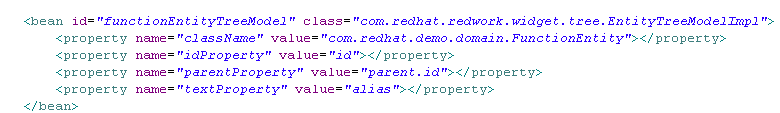 <bean id="functionEntityTreeModel" class="com.redhat.redwork.widget.tree.EntityTreeModelImpl">
<property name="className" value="com.redhat.demo.domain.FunctionEntity"></property>
<property name="idProperty" value="id"></property>
<property name="parentProperty" value="parent.id"></property>
<property name="textProperty" value="alias"></property>
</bean>